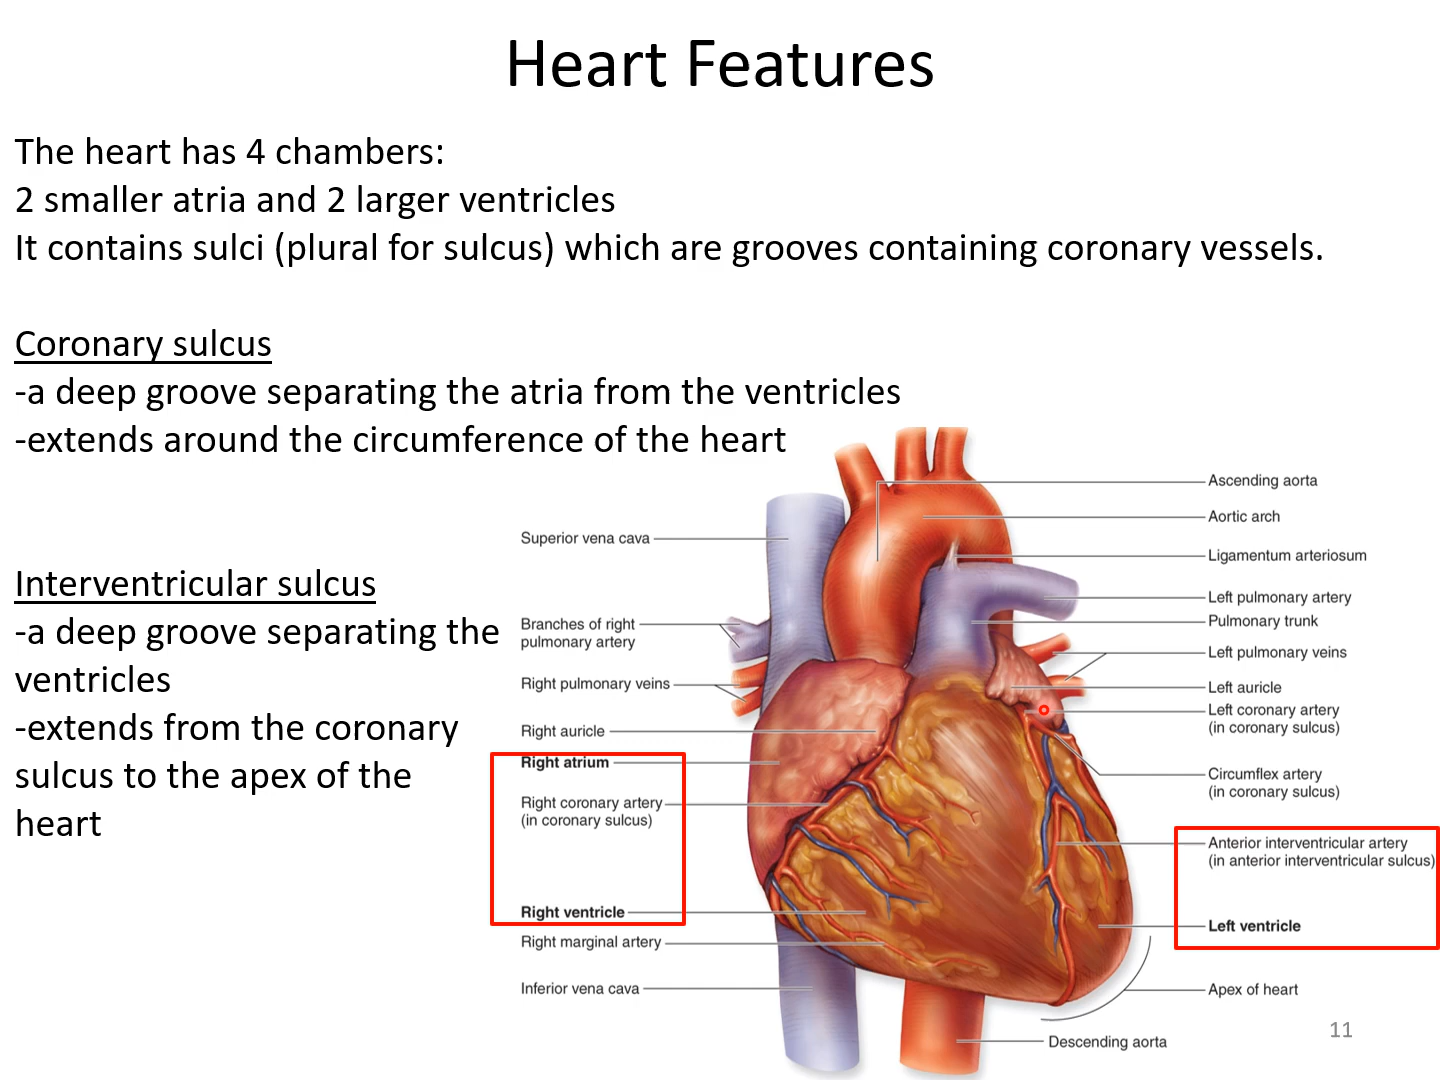 Heart Features
The heart has 4 chambers:
2 smaller atria and 2 larger ventricles
It contains sulci (plural for sulcus) which are grooves containing coronary vessels.
Coronary sulcus
-a deep groove separating the atria from the ventricles
-extends around the circumference of the heart
Interventricular sulcus
-a deep groove separating the
ventricles
-extends from the coronary
sulcus to the apex of the
heart
Superior vena cava
Branches of right
pulmonary artery
Right pulmonary veins
Right auricle
Right atrium
Right coronary artery
(in coronary sulcus)
Right ventricle
Right marginal artery
Inferior vena cava
Ascending aorta
Aortic arch
Ligamentum arteriosum
Left pulmonary artery
Pulmonary trunk
Left pulmonary veins
Left auricle
Left coronary artery
(in coronary sulcus)
Circumflex artery
(in coronary sulcus)
Anterior interventricular artery
(in anterior interventricular sulcus)
Left ventricle
Apex of heart
Descending aorta
11